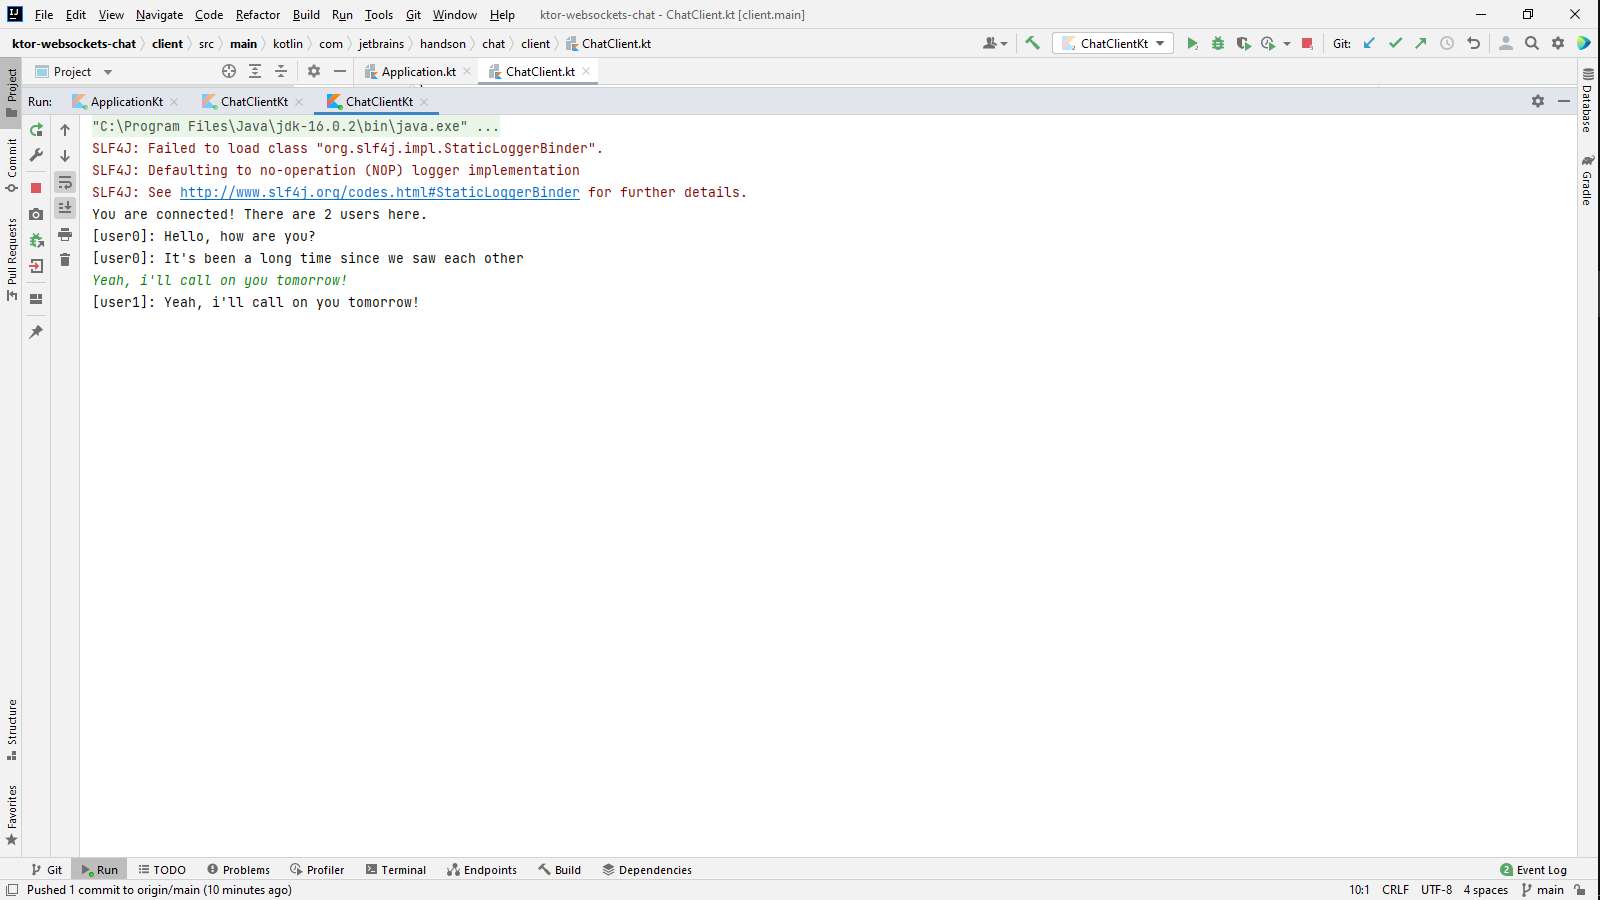 File Edit View Navigate Code Refactor Build Run Tools Git Window Help ktor-websockets-chat - ChatClient.kt [client.main]
ktor-websockets-chat client src main kotlin com jetbrains handson chat client ChatClient.kt ChatClientKt Git:
Project Application.kt ChatClient.kt
Run: ApplicationKt ChatClientKt ChatClientKt
"C:\Program Files\Java\jdk-16.0.2\bin\java.exe" ...
SLF4J: Failed to load class "org.slf4j.impl.StaticLoggerBinder".
SLF4J: Defaulting to no-operation (NOP) logger implementation
SLF4J: See http://www.slf4j.org/codes.html#StaticLoggerBinder for further details.
You are connected! There are 2 users here.
[user0]: Hello, how are you?
[user0]: It's been a long time since we saw each other
Yeah, i'll call on you tomorrow!
[user1]: Yeah, i'll call on you tomorrow!
Project
Commit
Pull Requests
Structure
Favorites
Database
Gradle
Git Run TODO Problems Profiler Terminal Endpoints Build Dependencies 2 Event Log
Pushed 1 commit to origin/main (10 minutes ago) 10:1 CRLF UTF-8 4 spaces main